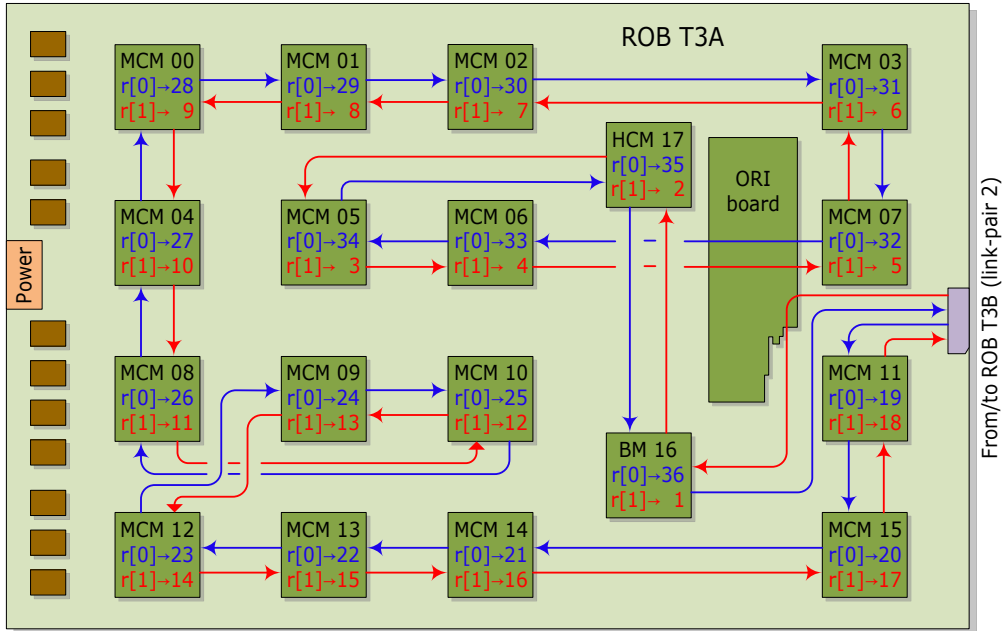 ROB T3A
MCM 00
r[0]→28
r[1]→ 9
MCM 01
r[0]→29
r[1]→ 8
MCM 02
r[0]→30
r[1]→ 7
MCM 03
r[0]→31
r[1]→ 6
HCM 17
r[0]→35
r[1]→ 2
ORI
board
MCM 04
r[0]→27
r[1]→10
MCM 05
r[0]→34
r[1]→ 3
MCM 06
r[0]→33
r[1]→ 4
MCM 07
r[0]→32
r[1]→ 5
Power
From/to ROB T3B (link-pair 2)
MCM 08
r[0]→26
r[1]→11
MCM 09
r[0]→24
r[1]→13
MCM 10
r[0]→25
r[1]→12
MCM 11
r[0]→19
r[1]→18
BM 16
r[0]→36
r[1]→ 1
MCM 12
r[0]→23
r[1]→14
MCM 13
r[0]→22
r[1]→15
MCM 14
r[0]→21
r[1]→16
MCM 15
r[0]→20
r[1]→17